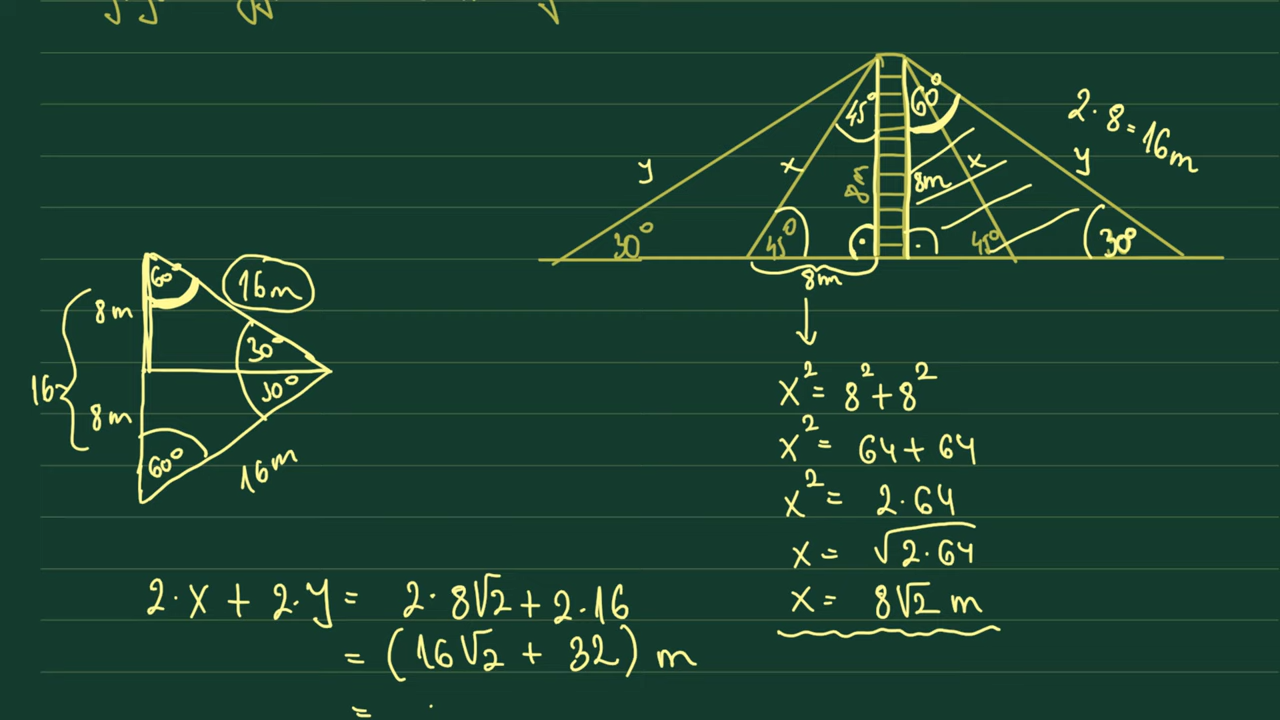 60°
45°
2·8=16m
y
x
8m
8m
x
y
30°
45°
45°
30°
8m
60°
16m
8m
30°
30°
16
8m
60°
16m
x² = 8² + 8²
x² = 64 + 64
x² = 2·64
x = √2·64
x = 8√2 m
2·x + 2·y = 2·8√2 + 2·16
= (16√2 + 32) m
=